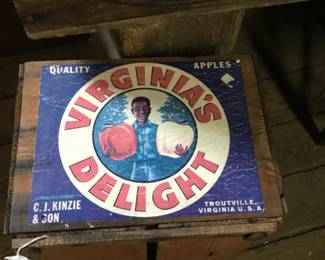 QUALITY APPLES
VIRGINIA'S
DELIGHT
C. J. KINZIE
& SON
TROUTVILLE,
VIRGINIA U.S.A.